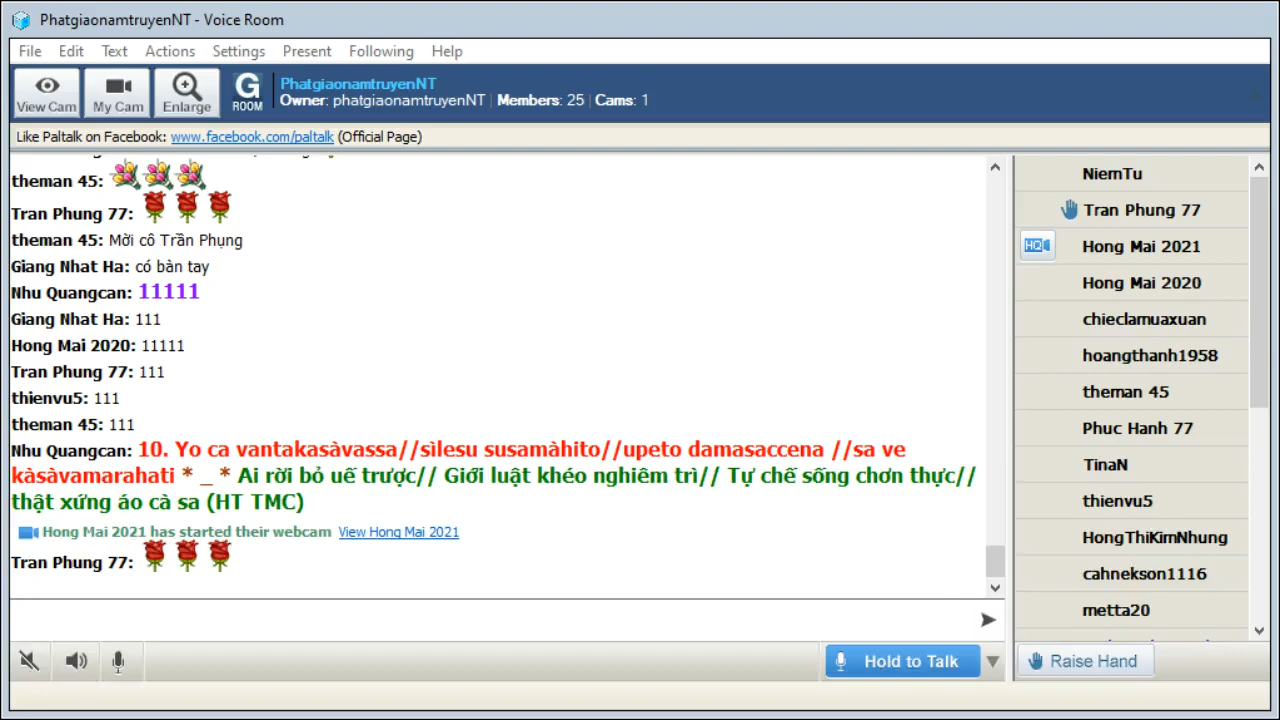 PhatgiaonamtruyenNT - Voice Room
File Edit Text Actions Settings Present Following Help
View Cam My Cam Enlarge G ROOM
PhatgiaonamtruyenNT
Owner: phatgiaonamtruyenNT | Members: 25 | Cams: 1
Like Paltalk on Facebook: www.facebook.com/paltalk (Official Page)
theman 45:
Tran Phung 77:
theman 45: Mời cô Trần Phụng
Giang Nhat Ha: có bàn tay
Nhu Quangcan: 11111
Giang Nhat Ha: 111
Hong Mai 2020: 11111
Tran Phung 77: 111
thienvu5: 111
theman 45: 111
Nhu Quangcan: 10. Yo ca vantakasàvassa//sìlesu susamàhito//upeto damasaccena //sa ve
kàsàvamarahati * _ * Ai rời bỏ uế trược// Giới luật khéo nghiêm trì// Tự chế sống chơn thực//
thật xứng áo cà sa (HT TMC)
Hong Mai 2021 has started their webcam View Hong Mai 2021
Tran Phung 77:
NiemTu
Tran Phung 77
HQ Hong Mai 2021
Hong Mai 2020
chieclamuaxuan
hoangthanh1958
theman 45
Phuc Hanh 77
TinaN
thienvu5
HongThiKimNhung
cahnekson1116
metta20
Hold to Talk
Raise Hand